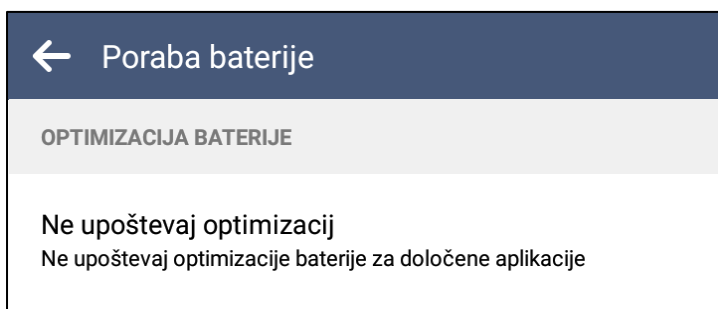 Poraba baterije
OPTIMIZACIJA BATERIJE
Ne upoštevaj optimizacij
Ne upoštevaj optimizacije baterije za določene aplikacije